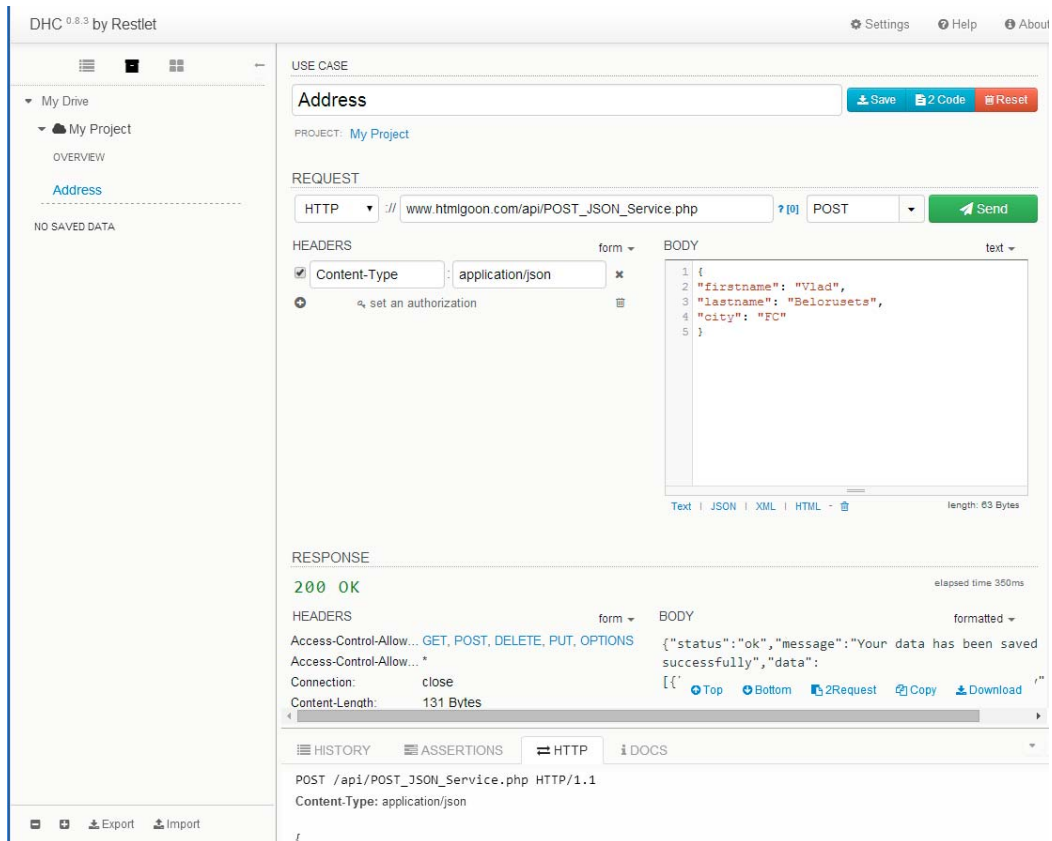 DHC 0.8.3 by Restlet
Settings Help About
USE CASE
My Drive
Address
Save 2 Code Reset
My Project
PROJECT: My Project
OVERVIEW
Address
REQUEST
NO SAVED DATA
HTTP :// www.htmlgoon.com/api/POST_JSON_Service.php ? [0] POST Send
HEADERS form
BODY text
Content-Type : application/json
set an authorization
1 {
2 "firstname": "Vlad",
3 "lastname": "Belorusets",
4 "city": "FC"
5 }
Text | JSON | XML | HTML - length: 63 Bytes
RESPONSE
200 OK
elapsed time 350ms
HEADERS form
BODY formatted
Access-Control-Allow... GET, POST, DELETE, PUT, OPTIONS
Access-Control-Allow... *
Connection: close
Content-Length: 131 Bytes
{"status":"ok","message":"Your data has been saved
successfully","data":
[{
Top Bottom 2Request Copy Download
HISTORY ASSERTIONS HTTP DOCS
POST /api/POST_JSON_Service.php HTTP/1.1
Content-Type: application/json
Export Import